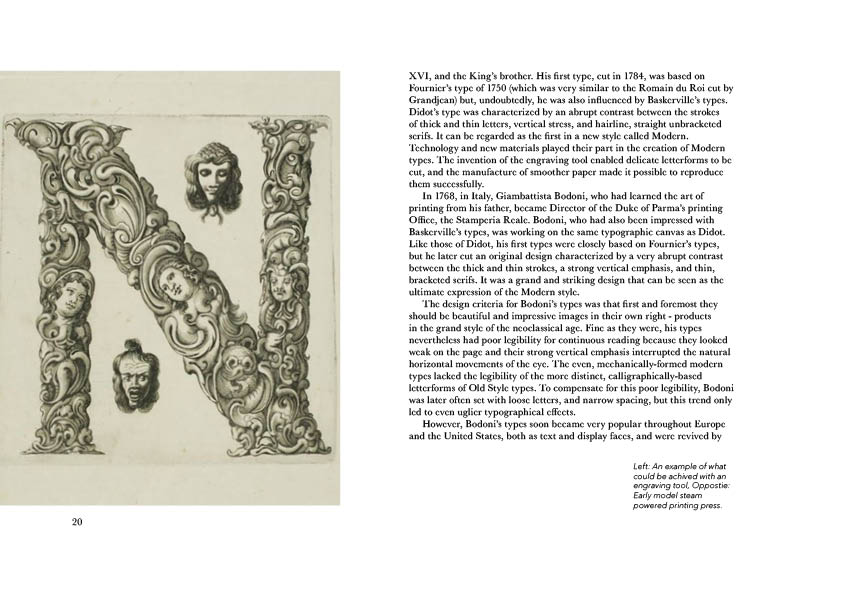 XVI, and the King's brother. His first type, cut in 1784, was based on
Fournier's type of 1750 (which was very similar to the Romain du Roi cut by
Grandjean) but, undoubtedly, he was also influenced by Baskerville's types.
Didot's type was characterized by an abrupt contrast between the strokes
of thick and thin letters, vertical stress, and hairline, straight unbracketed
serifs. It can be regarded as the first in a new style called Modern.
Technology and new materials played their part in the creation of Modern
types. The invention of the engraving tool enabled delicate letterforms to be
cut, and the manufacture of smoother paper made it possible to reproduce
them successfully.
In 1768, in Italy, Giambattista Bodoni, who had learned the art of
printing from his father, became Director of the Duke of Parma's printing
Office, the Stamperia Reale. Bodoni, who had also been impressed with
Baskerville's types, was working on the same typographic canvas as Didot.
Like those of Didot, his first types were closely based on Fournier's types,
but he later cut an original design characterized by a very abrupt contrast
between the thick and thin strokes, a strong vertical emphasis, and thin,
bracketed serifs. It was a grand and striking design that can be seen as the
ultimate expression of the Modern style.
The design criteria for Bodoni's types was that first and foremost they
should be beautiful and impressive images in their own right - products
in the grand style of the neoclassical age. Fine as they were, his types
nevertheless had poor legibility for continuous reading because they looked
weak on the page and their strong vertical emphasis interrupted the natural
horizontal movements of the eye. The even, mechanically-formed modern
types lacked the legibility of the more distinct, calligraphically-based
letterforms of Old Style types. To compensate for this poor legibility, Bodoni
was later often set with loose letters, and narrow spacing, but this trend only
led to even uglier typographical effects.
However, Bodoni's types soon became very popular throughout Europe
and the United States, both as text and display faces, and were revived by
Left: An example of what
could be achived with an
engraving tool, Oppostie:
Early model steam
powered printing press.
20
N